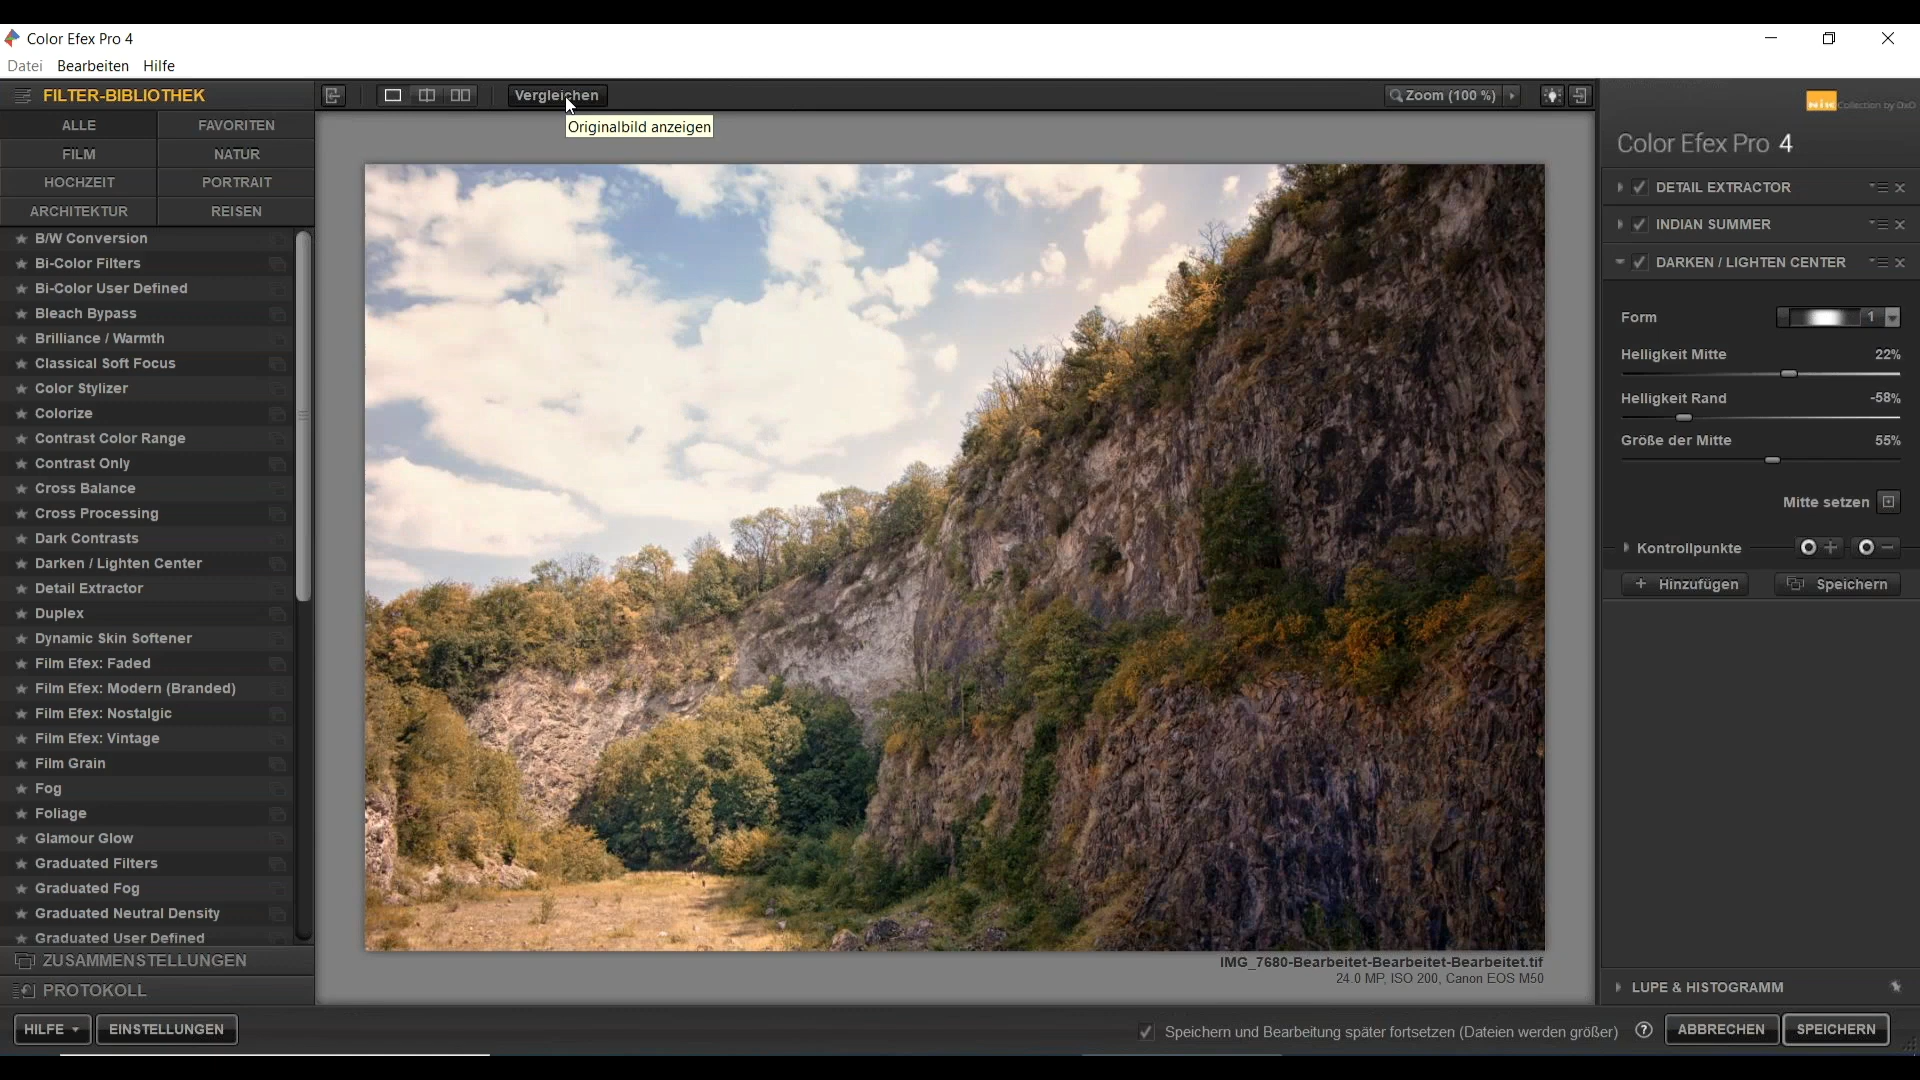 Color Efex Pro 4
Datei Bearbeiten Hilfe
FILTER-BIBLIOTHEK
Vergleichen
Zoom (100 %)
Originalbild anzeigen
ALLE FAVORITEN
FILM NATUR
HOCHZEIT PORTRAIT
ARCHITEKTUR REISEN
B/W Conversion
Bi-Color Filters
Bi-Color User Defined
Bleach Bypass
Brilliance / Warmth
Classical Soft Focus
Color Stylizer
Colorize
Contrast Color Range
Contrast Only
Cross Balance
Cross Processing
Dark Contrasts
Darken / Lighten Center
Detail Extractor
Duplex
Dynamic Skin Softener
Film Efex: Faded
Film Efex: Modern (Branded)
Film Efex: Nostalgic
Film Efex: Vintage
Film Grain
Fog
Foliage
Glamour Glow
Graduated Filters
Graduated Fog
Graduated Neutral Density
Graduated User Defined
ZUSAMMENSTELLUNGEN
PROTOKOLL
HILFE EINSTELLUNGEN
IMG_7680-Bearbeitet-Bearbeitet-Bearbeitet.tif
24.0 MP, ISO 200, Canon EOS M50
Nik Collection by DxO
Color Efex Pro 4
DETAIL EXTRACTOR
INDIAN SUMMER
DARKEN / LIGHTEN CENTER
Form 1
Helligkeit Mitte 22%
Helligkeit Rand -58%
Größe der Mitte 55%
Mitte setzen
Kontrollpunkte
Hinzufügen Speichern
LUPE & HISTOGRAMM
Speichern und Bearbeitung später fortsetzen (Dateien werden größer) ? ABBRECHEN SPEICHERN